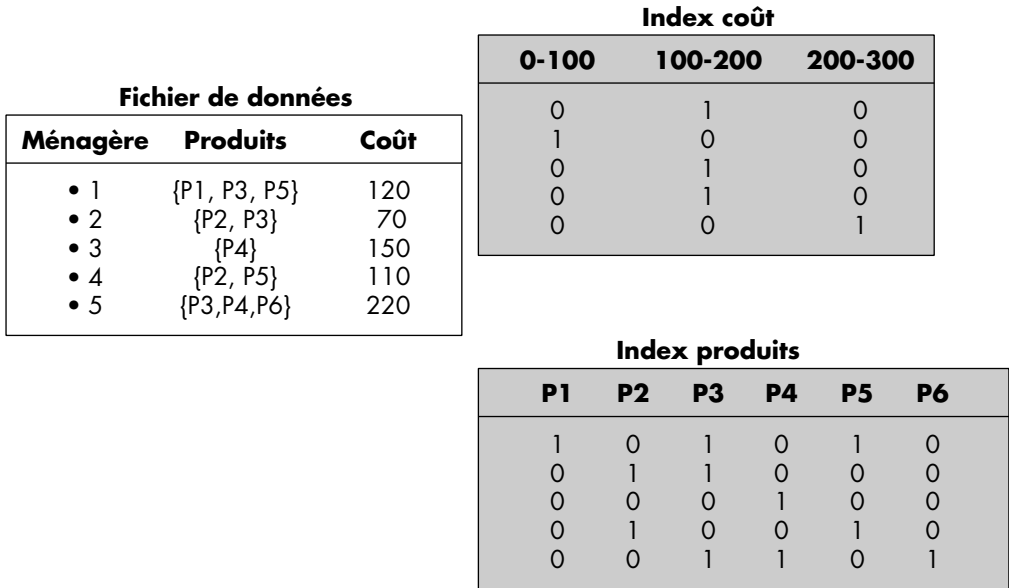 Fichier de données
Ménagère Produits Coût
• 1 {P1, P3, P5} 120
• 2 {P2, P3} 70
• 3 {P4} 150
• 4 {P2, P5} 110
• 5 {P3,P4,P6} 220
Index coût
0-100 100-200 200-300
0 1 0
1 0 0
0 1 0
0 1 0
0 0 1
Index produits
P1 P2 P3 P4 P5 P6
1 0 1 0 1 0
0 1 1 0 0 0
0 0 0 1 0 0
0 1 0 0 1 0
0 0 1 1 0 1